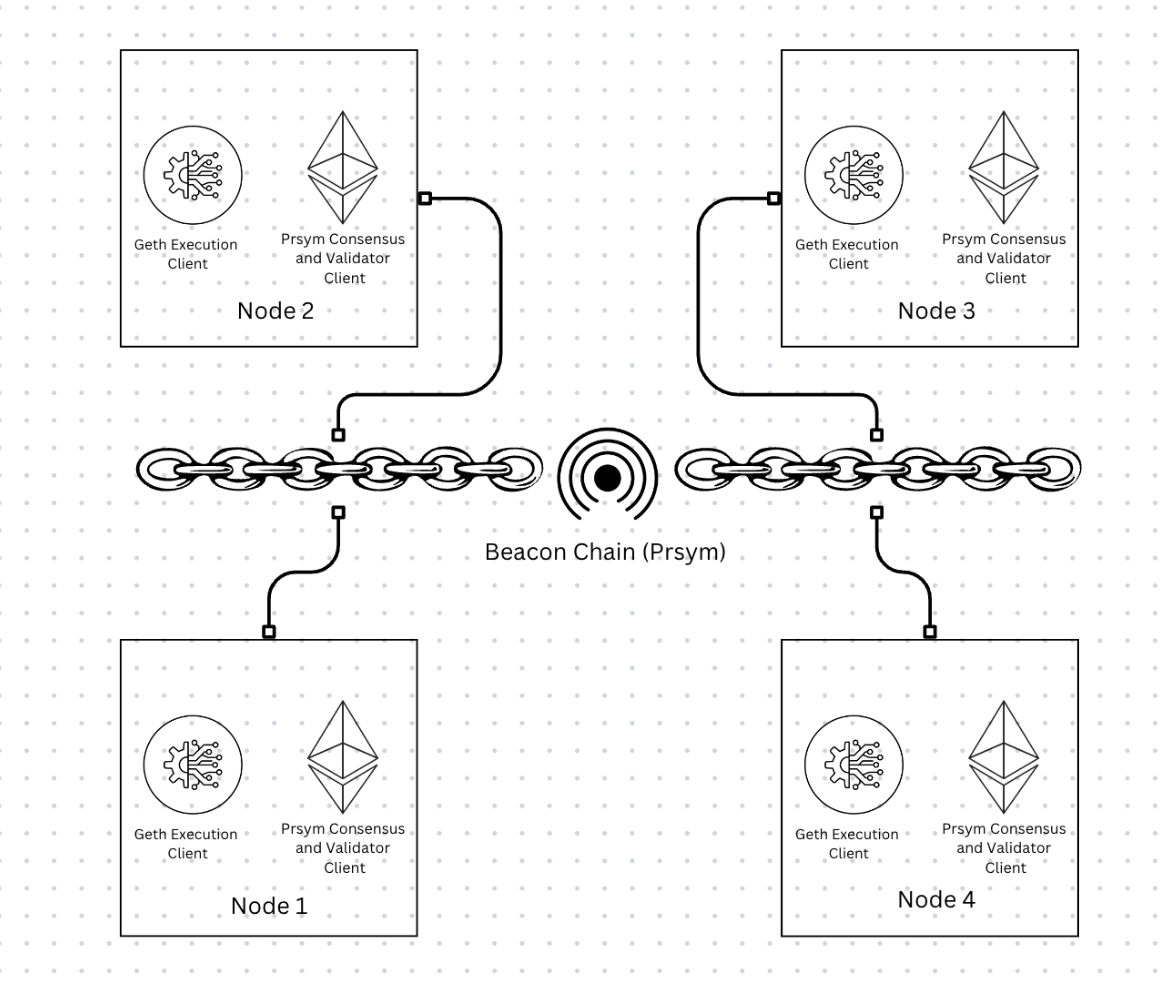 Geth Execution
Client
Prsym Consensus
and Validator
Client
Node 2
Geth Execution
Client
Prsym Consensus
and Validator
Client
Node 3
Beacon Chain (Prsym)
Geth Execution
Client
Prsym Consensus
and Validator
Client
Node 1
Geth Execution
Client
Prsym Consensus
and Validator
Client
Node 4